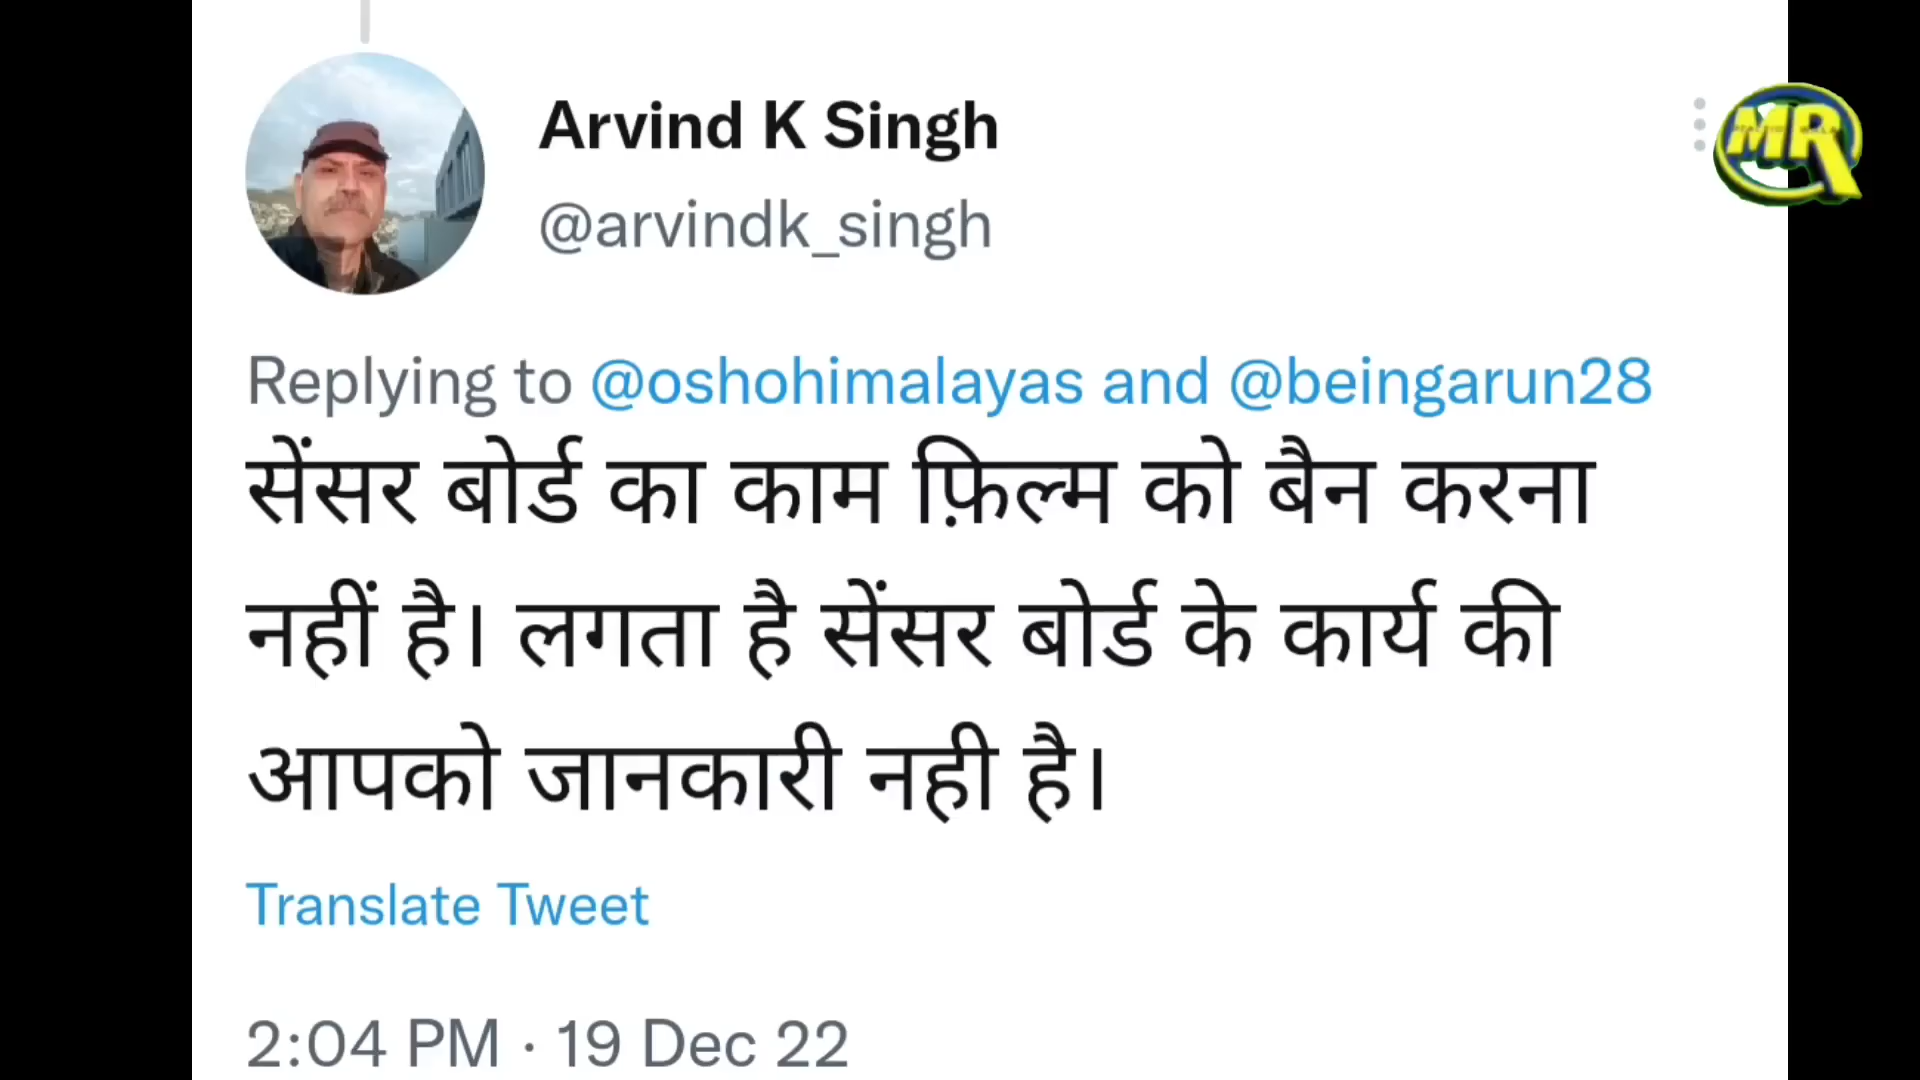 Arvind K Singh
@arvindk_singh
Replying to @oshohimalayas and @beingarun28
सेंसर बोर्ड का काम फ़िल्म को बैन करना
नहीं है। लगता है सेंसर बोर्ड के कार्य की
आपको जानकारी नही है।
Translate Tweet
2:04 PM · 19 Dec 22
MR